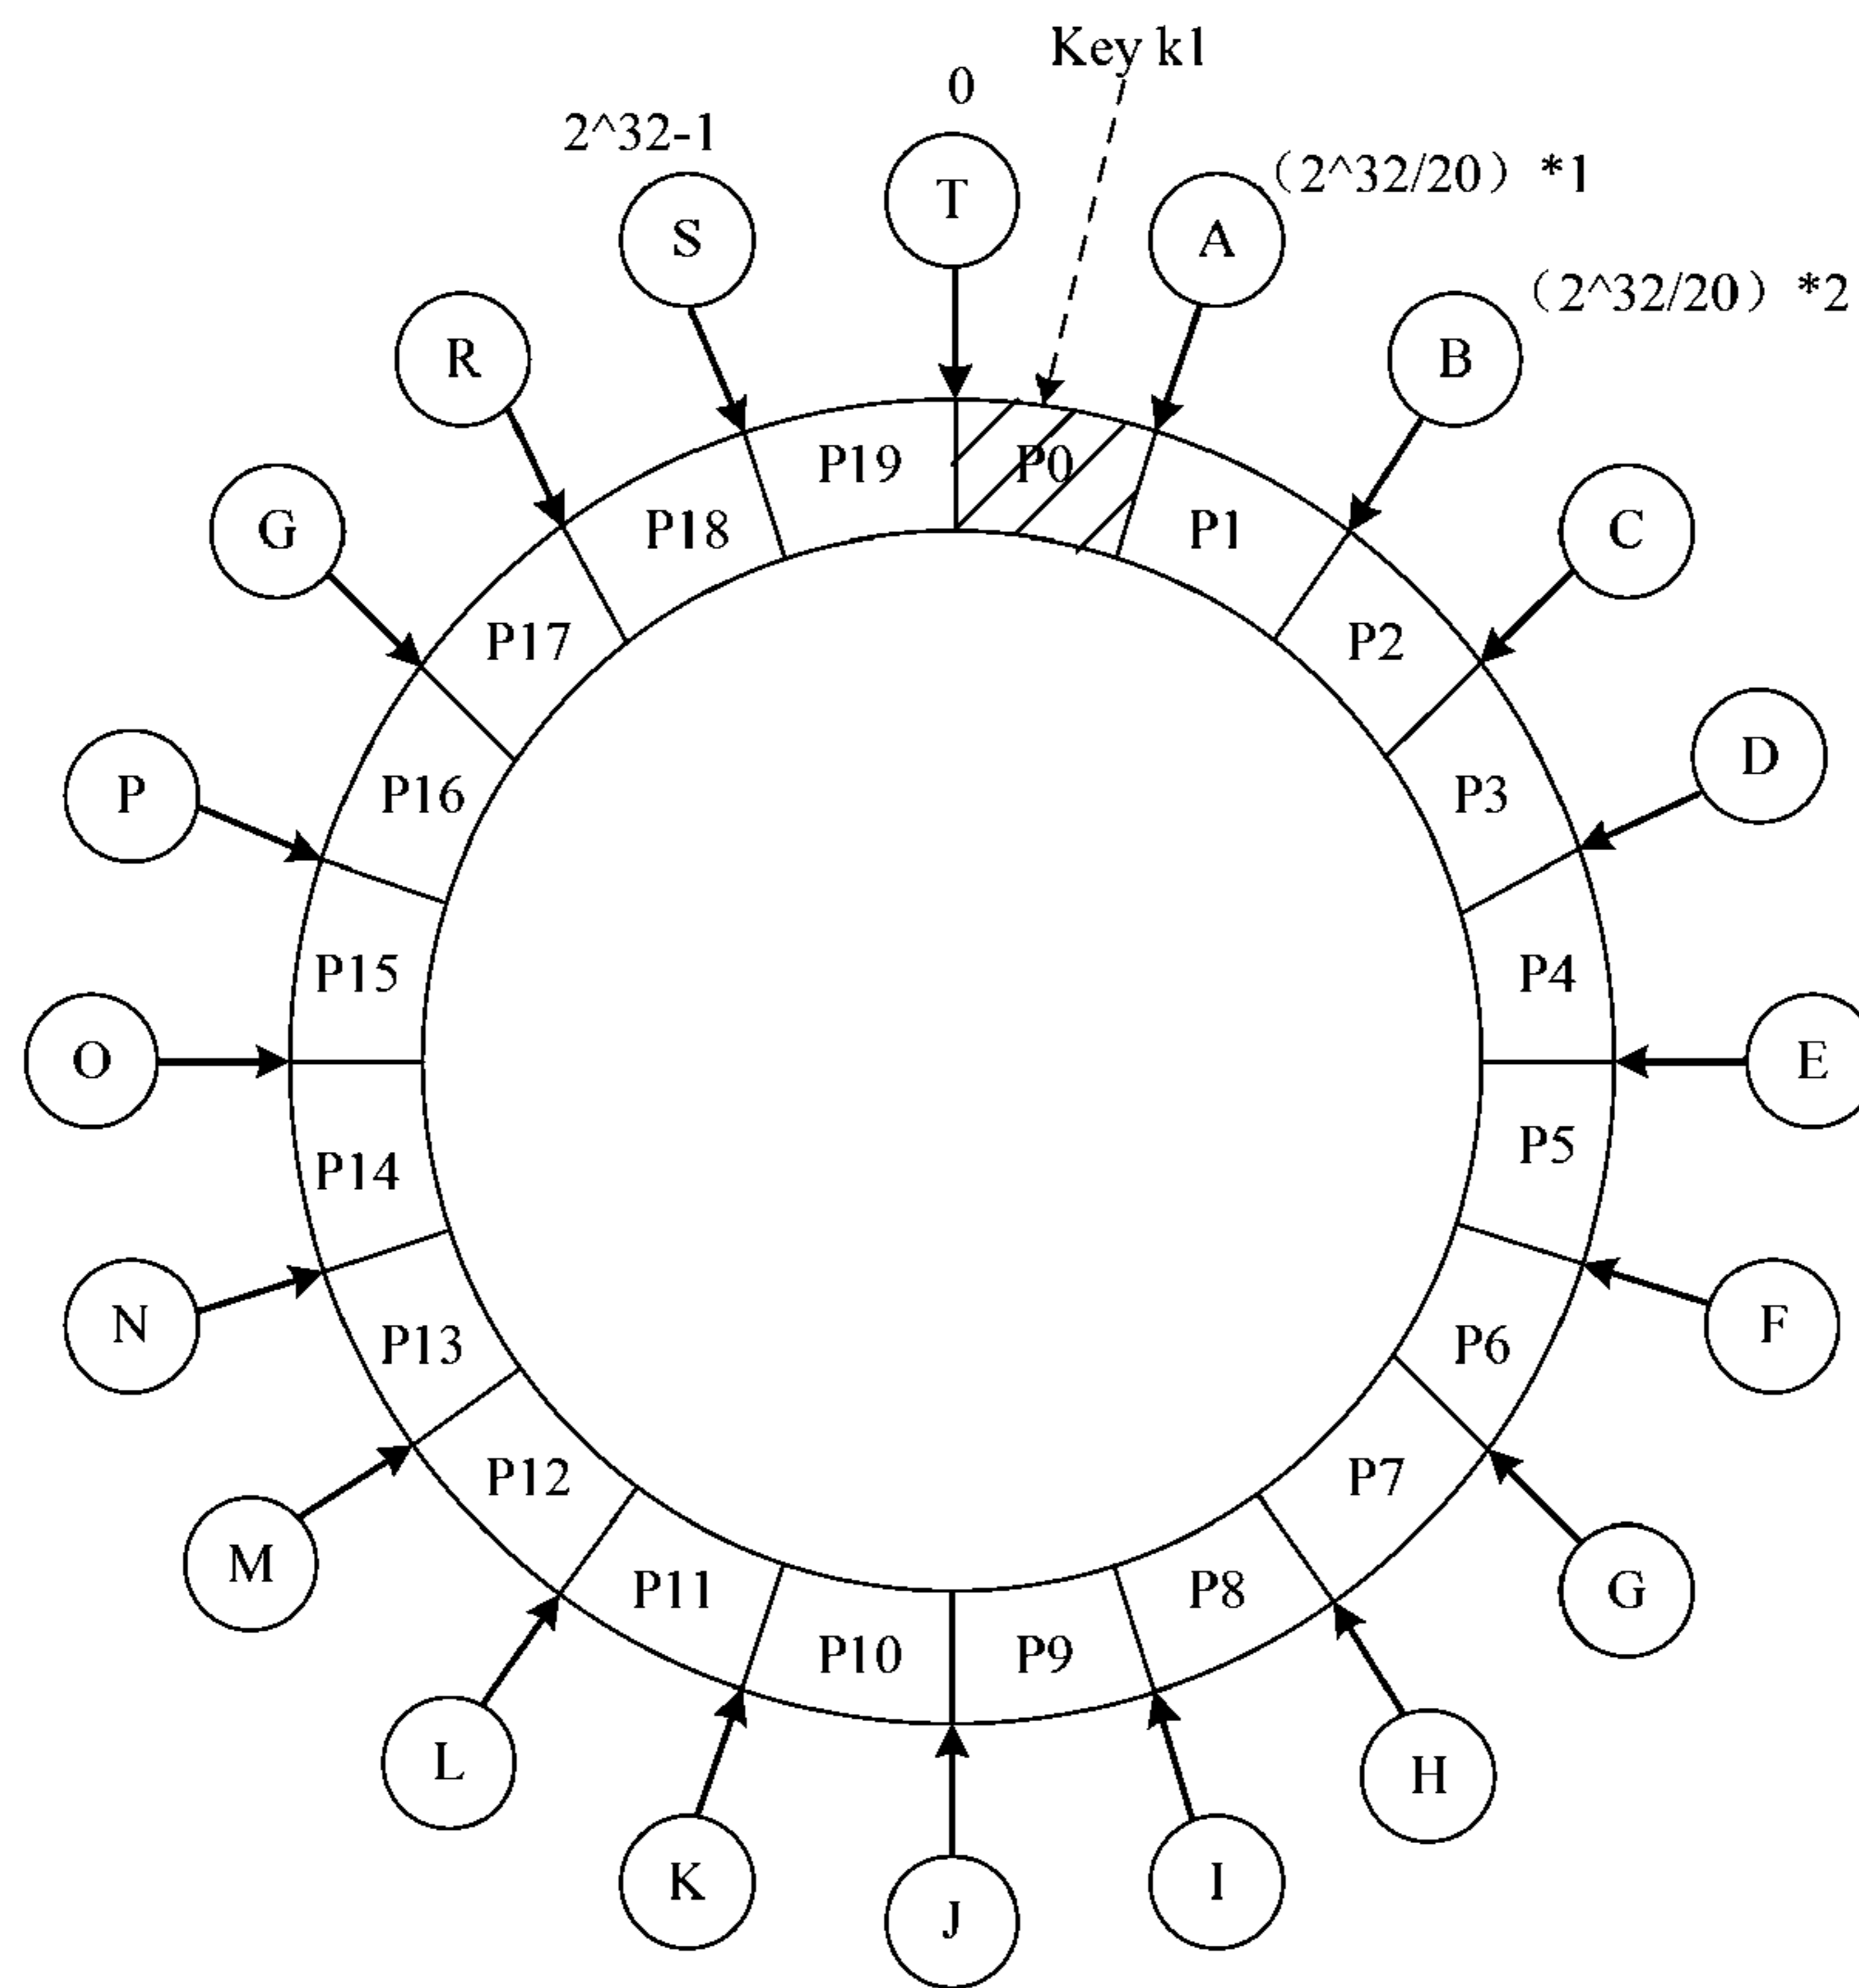 Key k1
0
2^32-1
T
（2^32/20）*1
S
A
（2^32/20）*2
R
B
P19
P0
G
P18
P1
C
P17
P2
D
P
P16
P3
P15
P4
O
E
P14
P5
N
P13
P6
F
M
P12
P7
G
P11
P8
P10
P9
L
H
K
I
J